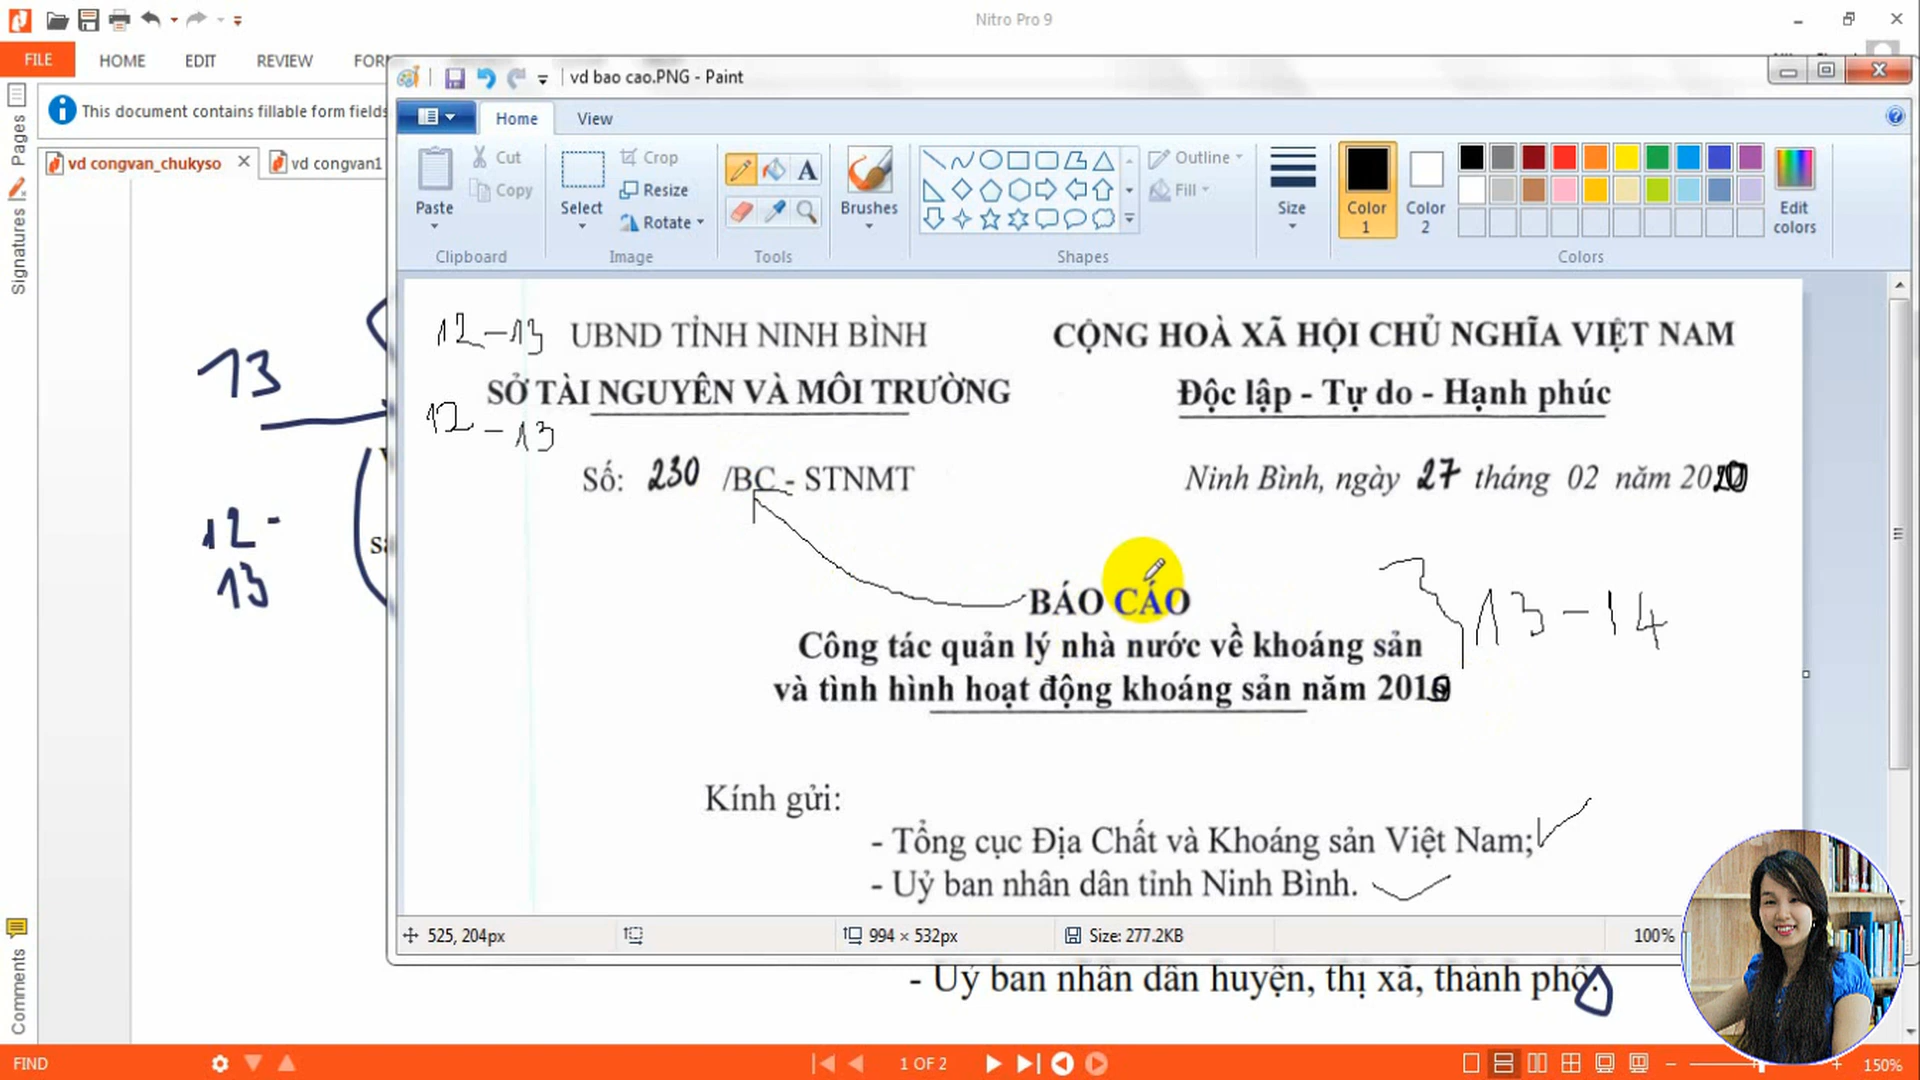 Nitro Pro 9
FILE
HOME
EDIT
REVIEW
This document contains fillable form fields
Pages
Signatures
Comments
vd congvan_chukyso
vd congvan1
13
12 -
13
vd bao cao.PNG - Paint
Home
View
Paste
Cut
Copy
Clipboard
Select
Crop
Resize
Rotate
Image
A
Tools
Brushes
Shapes
Outline
Fill
Size
Color 1
Color 2
Edit colors
Colors
12 - 13 UBND TỈNH NINH BÌNH
CỘNG HOÀ XÃ HỘI CHỦ NGHĨA VIỆT NAM
SỞ TÀI NGUYÊN VÀ MÔI TRƯỜNG
Độc lập - Tự do - Hạnh phúc
12 - 13
Số: 230 /BC - STNMT
Ninh Bình, ngày 27 tháng 02 năm
BÁO CÁO
Công tác quản lý nhà nước về khoáng sản
và tình hình hoạt động khoáng sản năm
13 - 14
Kính gửi:
- Tổng cục Địa Chất và Khoáng sản Việt Nam;
- Uỷ ban nhân dân tỉnh Ninh Bình.
525, 204px
994 × 532px
Size: 277.2KB
100%
- Uỷ ban nhân dân huyện, thị xã, thành phố.
FIND
1 OF 2
150%